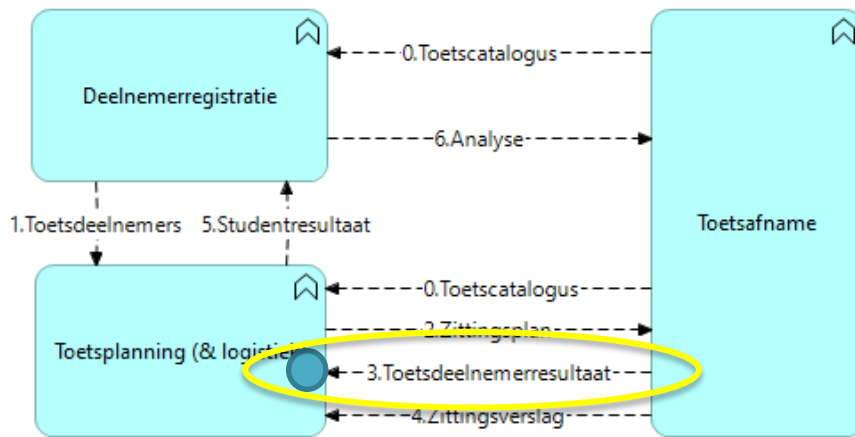 0.Toetscatalogus
Deelnemerregistratie
6.Analyse
1.Toetsdeelnemers
5.Studentresultaat
Toetsafname
0.Toetscatalogus
2.Zittingsplan
Toetsplanning (& logistiek)
3.Toetsdeelnemerresultaat
4.Zittingsverslag